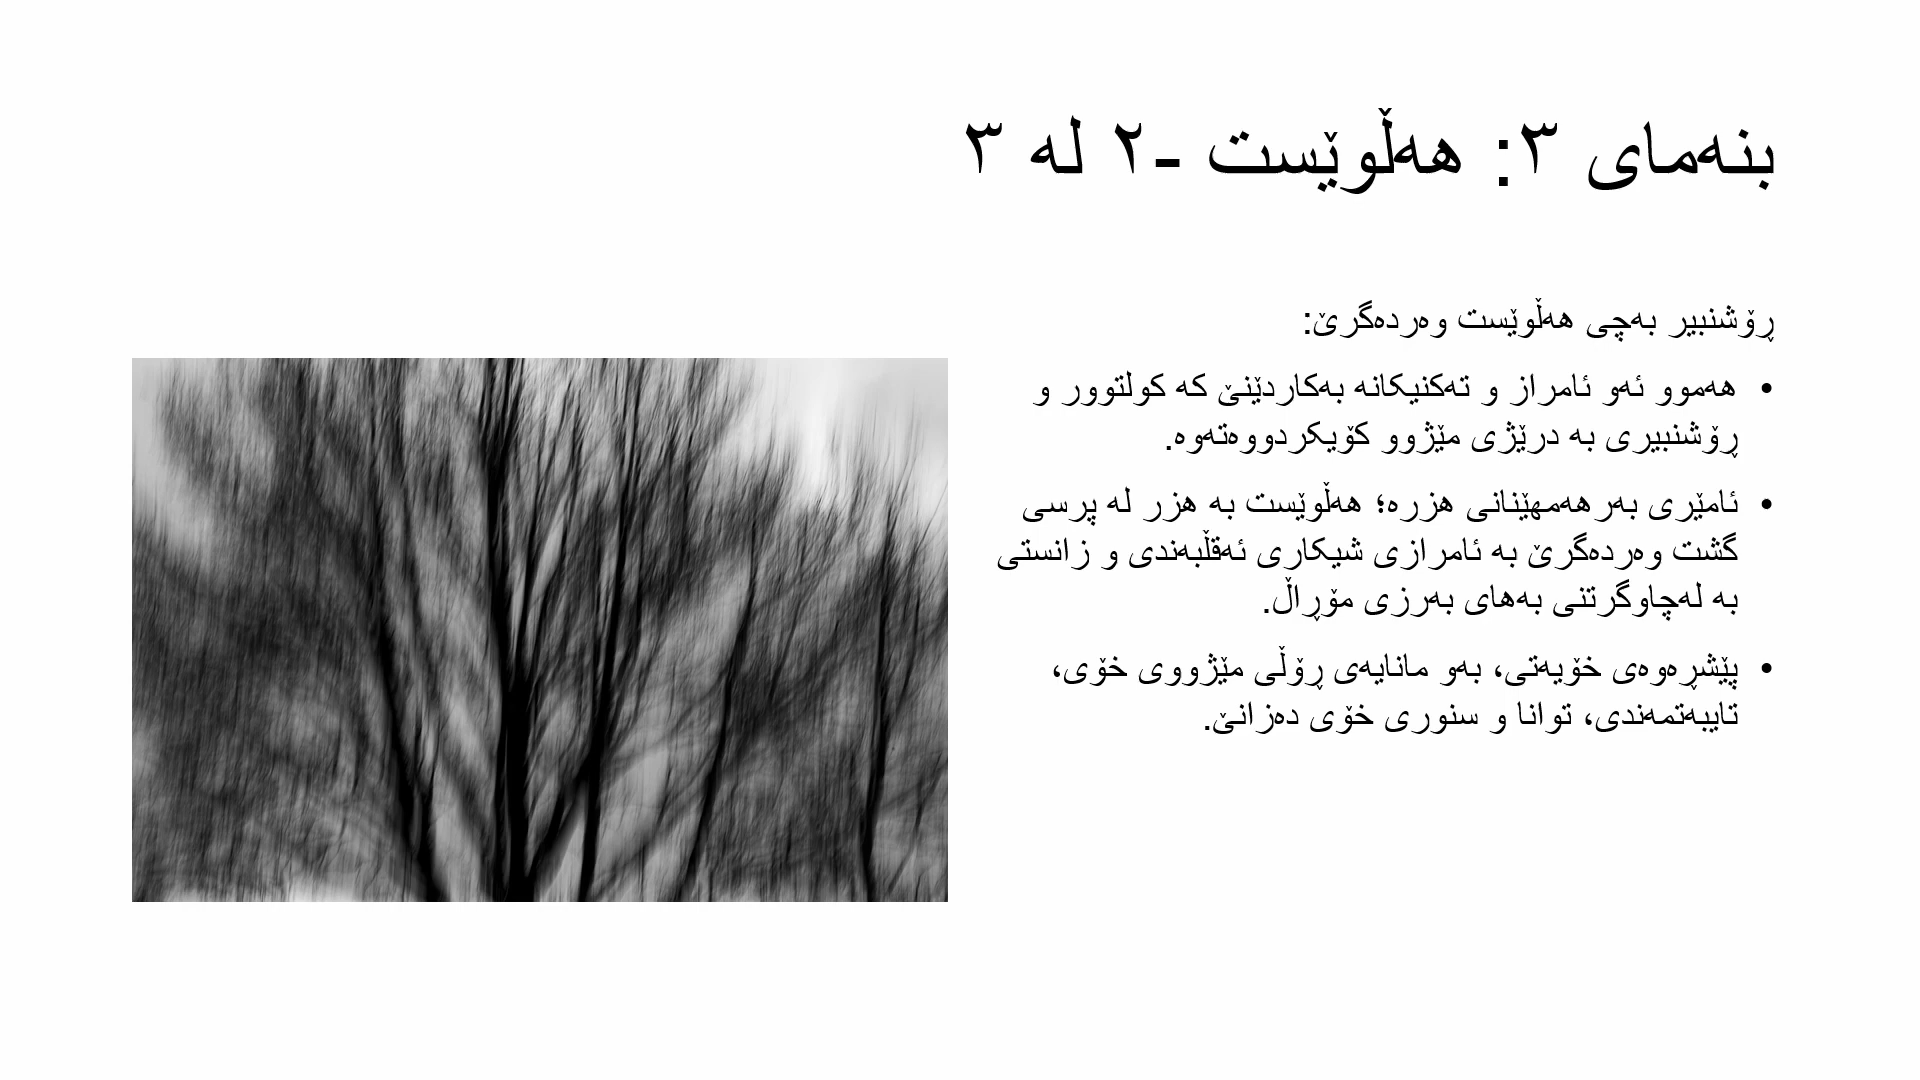 بنەمای ٣: هەڵوێست -٢ لە ٣
ڕۆشنبیر بەچی هەڵوێست وەردەگرێ:
• هەموو ئەو ئامراز و تەکنیکانە بەکاردێنێ کە کولتوور و
ڕۆشنبیری بە درێژی مێژوو کۆیکردووەتەوە.
• ئامێری بەرهەمهێنانی هزرە؛ هەڵوێست بە هزر لە پرسی
گشت وەردەگرێ بە ئامرازی شیکاری ئەقڵبەندی و زانستی
بە لەچاوگرتنی بەهای بەرزی مۆڕاڵ.
• پێشڕەوەی خۆیەتی، بەو مانایەی ڕۆڵی مێژووی خۆی،
تایبەتمەندی، توانا و سنوری خۆی دەزانێ.